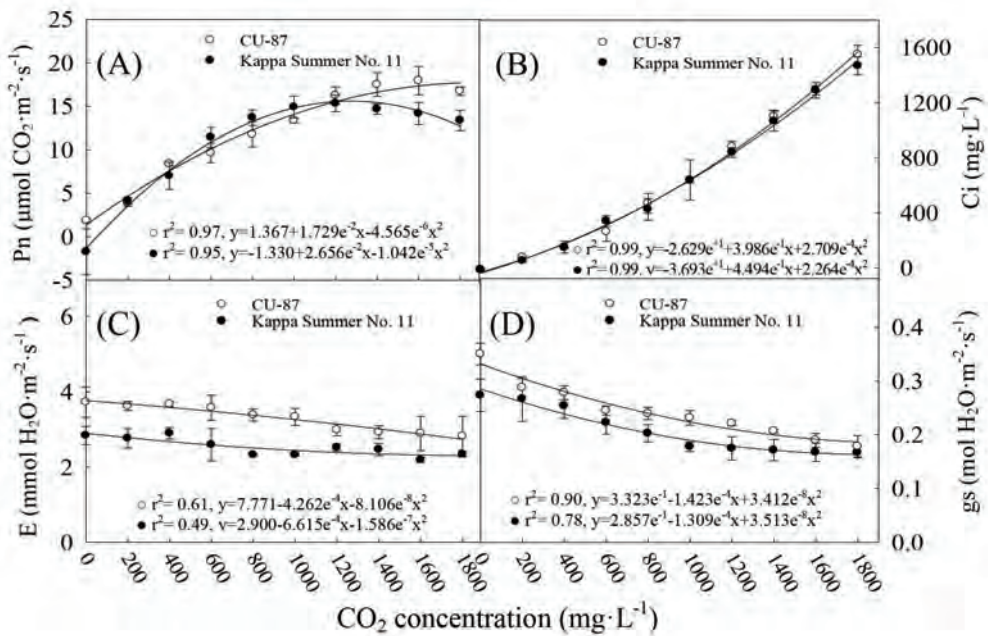 25
20
15
10
5
0
-5
Pn (μmol CO₂·m⁻²·s⁻¹)
(A)
CU-87
Kappa Summer No. 11
r²= 0.97, y=1.367+1.729e⁻²x-4.565e⁻⁶x²
r²= 0.95, y=-1.330+2.656e⁻²x-1.042e⁻⁵x²
(B)
CU-87
Kappa Summer No. 11
r²= 0.99, y=-2.629e⁺¹+3.986e⁻¹x+2.709e⁻⁴x²
r²= 0.99, y=-3.693e⁺¹+4.494e⁻¹x+2.264e⁻⁴x²
1600
1200
800
400
0
Ci (mg·L⁻¹)
6
4
2
0
E (mmol H₂O·m⁻²·s⁻¹)
(C)
CU-87
Kappa Summer No. 11
r²= 0.61, y=7.771-4.262e⁻⁴x-8.106e⁻⁸x²
r²= 0.49, y=2.900-6.615e⁻⁴x-1.586e⁻⁷x²
(D)
CU-87
Kappa Summer No. 11
r²= 0.90, y=3.323e⁻¹-1.423e⁻⁴x+3.412e⁻⁸x²
r²= 0.78, y=2.857e⁻¹-1.309e⁻⁴x+3.513e⁻⁸x²
0.4
0.3
0.2
0.1
0.0
gs (mol H₂O·m⁻²·s⁻¹)
0 200 400 600 800 1000 1200 1400 1600 1800
0 200 400 600 800 1000 1200 1400 1600 1800
CO₂ concentration (mg·L⁻¹)